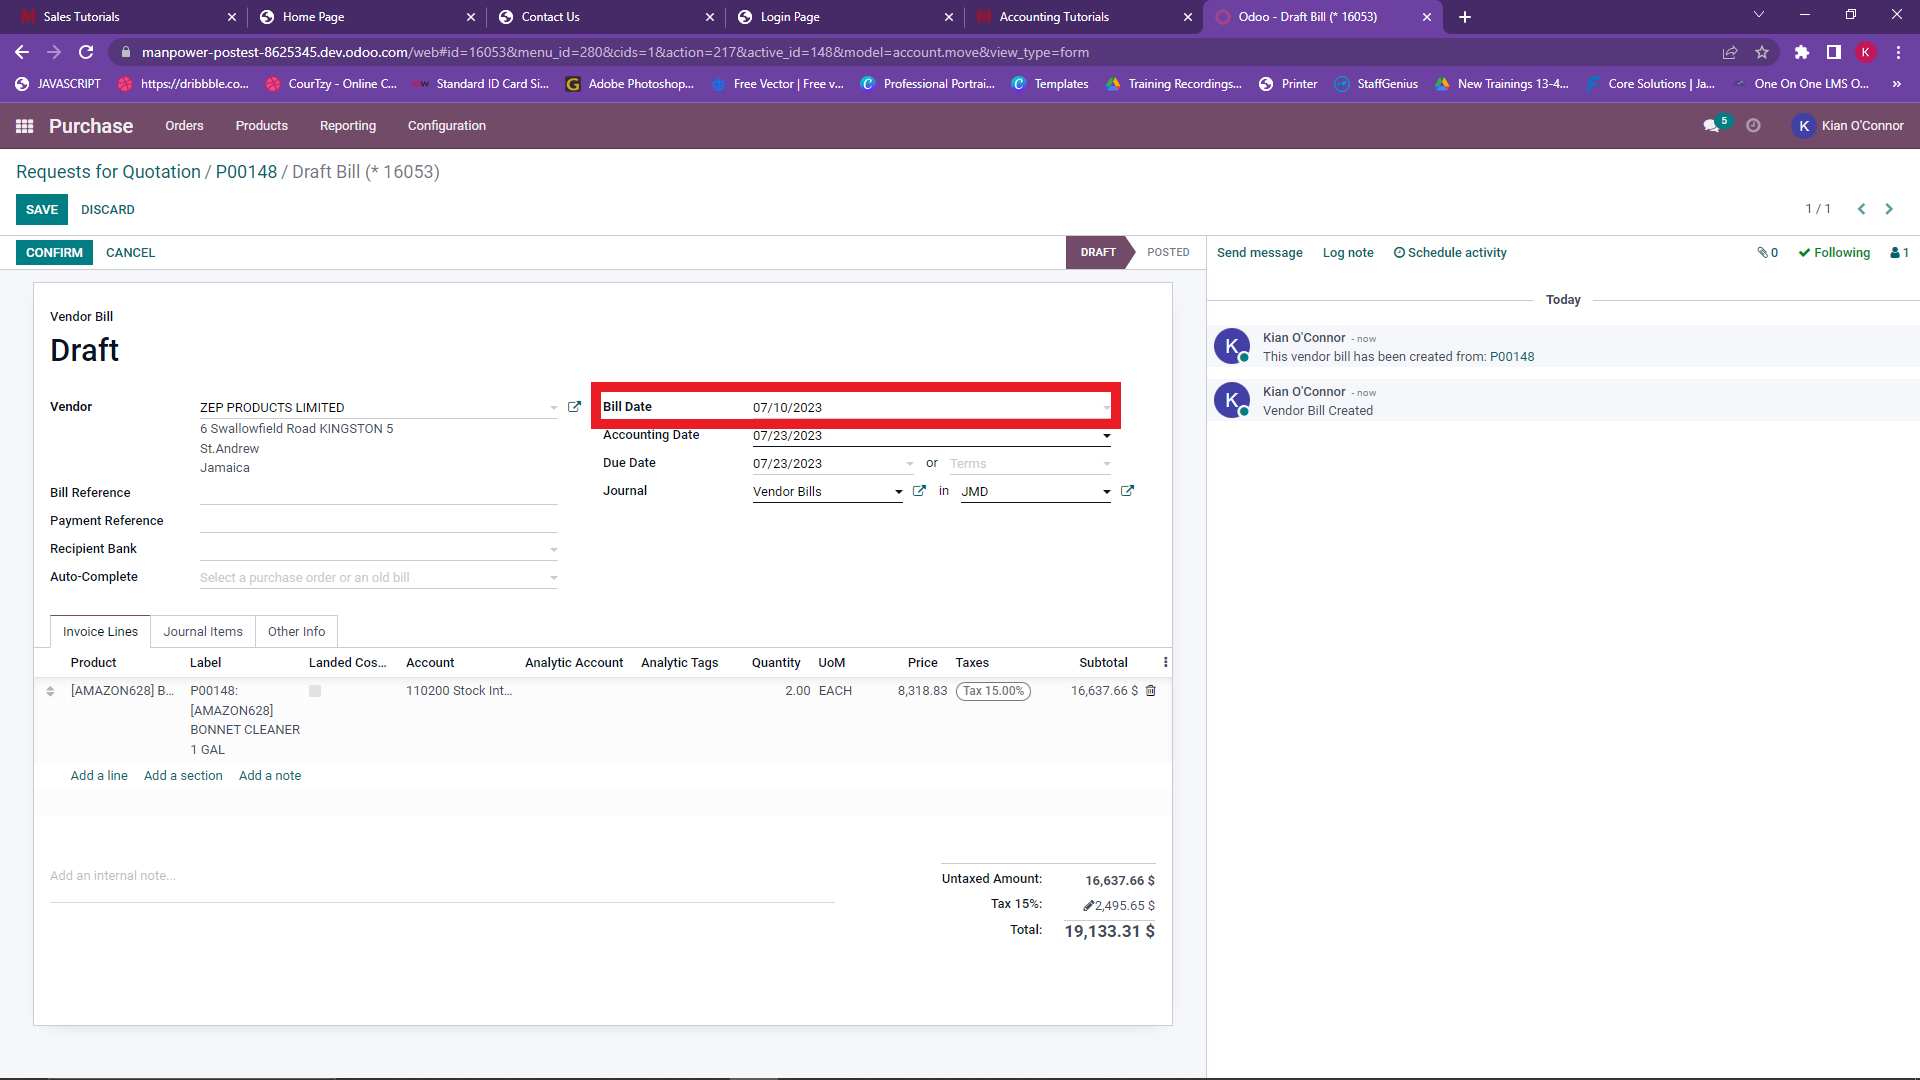 Sales Tutorials
Home Page
Contact Us
Login Page
Accounting Tutorials
Odoo - Draft Bill (* 16053)
manpower-postest-8625345.dev.odoo.com/web#id=16053&menu_id=280&cids=1&action=217&active_id=148&model=account.move&view_type=form
K
JAVASCRIPT
https://dribbble.co...
CourTzy - Online C...
Standard ID Card Si...
Adobe Photoshop...
Free Vector | Free v...
Professional Portrai...
Templates
Training Recordings...
Printer
StaffGenius
New Trainings 13-4...
Core Solutions | Ja...
One On One LMS O...
»
Purchase
Orders
Products
Reporting
Configuration
5
K
Kian O'Connor
Requests for Quotation / P00148 / Draft Bill (* 16053)
SAVE
DISCARD
1 / 1
CONFIRM
CANCEL
DRAFT
POSTED
Send message
Log note
Schedule activity
0
Following
1
Today
Vendor Bill
Draft
K
Kian O'Connor - now
This vendor bill has been created from: P00148
K
Kian O'Connor - now
Vendor Bill Created
Vendor
ZEP PRODUCTS LIMITED
6 Swallowfield Road KINGSTON 5
St.Andrew
Jamaica
Bill Reference
Payment Reference
Recipient Bank
Auto-Complete
Select a purchase order or an old bill
Bill Date
07/10/2023
Accounting Date
07/23/2023
Due Date
07/23/2023
or
Terms
Journal
Vendor Bills
in
JMD
Invoice Lines
Journal Items
Other Info
Product
Label
Landed Cos...
Account
Analytic Account
Analytic Tags
Quantity
UoM
Price
Taxes
Subtotal
[AMAZON628] B...
P00148:
[AMAZON628]
BONNET CLEANER
1 GAL
110200 Stock Int...
2.00
EACH
8,318.83
Tax 15.00%
16,637.66 $
Add a line
Add a section
Add a note
Add an internal note...
Untaxed Amount:
16,637.66 $
Tax 15%:
2,495.65 $
Total:
19,133.31 $